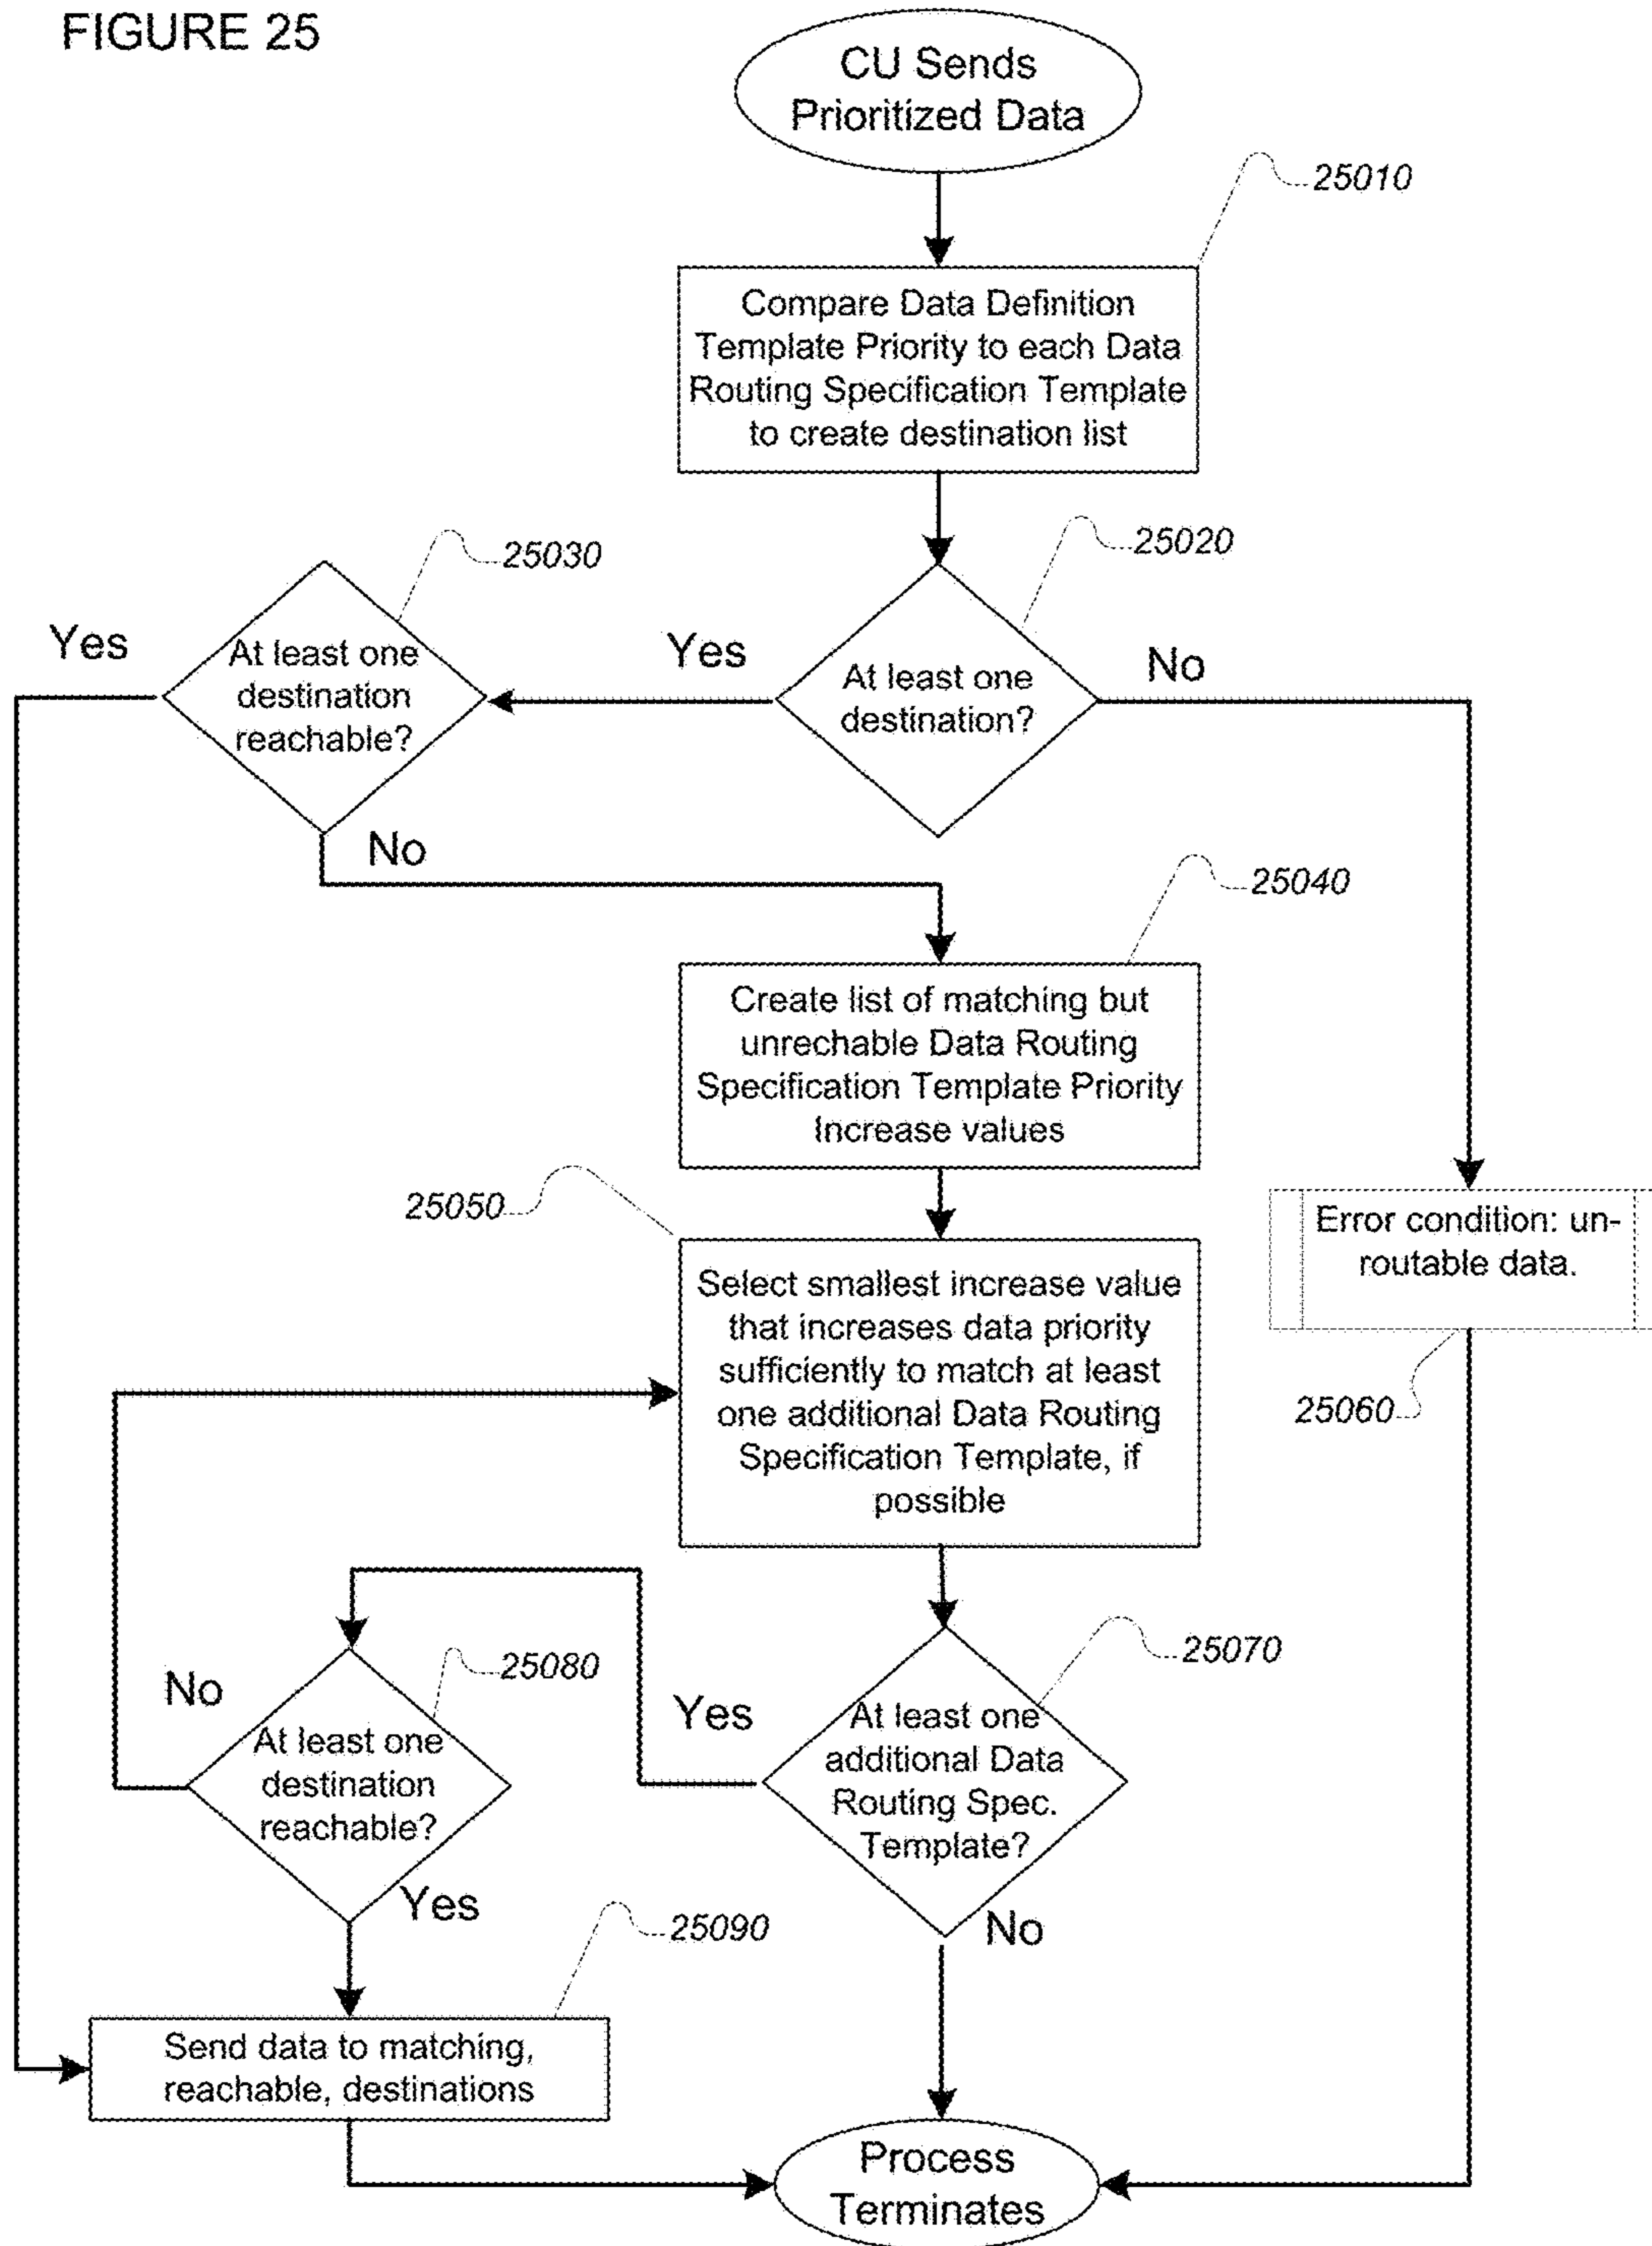 FIGURE 25
CU Sends
Prioritized Data
25010
Compare Data Definition
Template Priority to each Data
Routing Specification Template
to create destination list
25030
25020
Yes
At least one
destination
reachable?
Yes
At least one
destination?
No
No
25040
Create list of matching but
unrechable Data Routing
Specification Template Priority
Increase values
25050
Select smallest increase value
that increases data priority
sufficiently to match at least
one additional Data Routing
Specification Template, if
possible
Error condition: un-
routable data.
25060
25080
25070
No
At least one
destination
reachable?
Yes
At least one
additional Data
Routing Spec.
Template?
Yes
25090
No
Send data to matching,
reachable, destinations
Process
Terminates